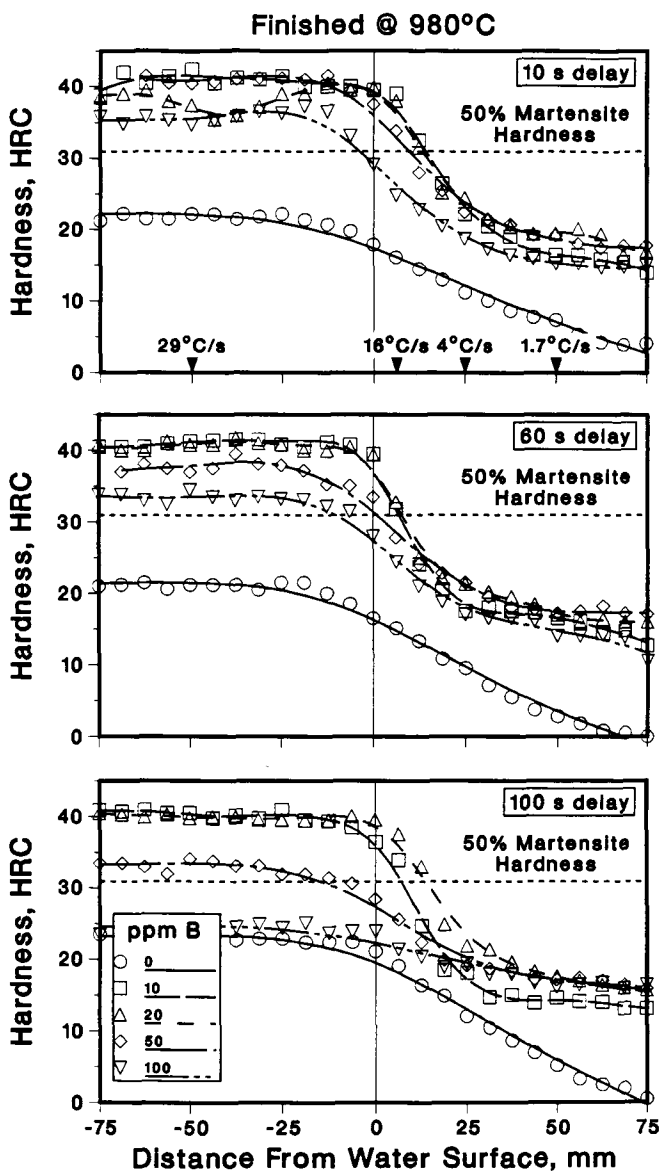 Finished @ 980°C
10 s delay
50% Martensite
Hardness
Hardness, HRC
40
30
20
10
0
29°C/s
16°C/s
4°C/s
1.7°C/s
60 s delay
50% Martensite
Hardness
Hardness, HRC
40
30
20
10
0
100 s delay
50% Martensite
Hardness
Hardness, HRC
40
30
20
10
0
ppm B
0
10
20
50
100
-75 -50 -25 0 25 50 75
Distance From Water Surface, mm